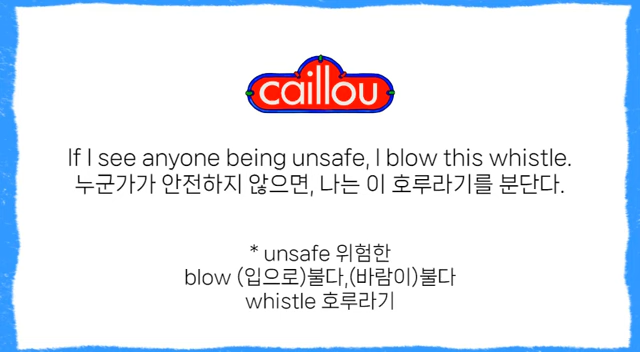 caillou
If I see anyone being unsafe, I blow this whistle.
누군가가 안전하지 않으면, 나는 이 호루라기를 분단다.
* unsafe 위험한
blow (입으로)불다,(바람이)불다
whistle 호루라기